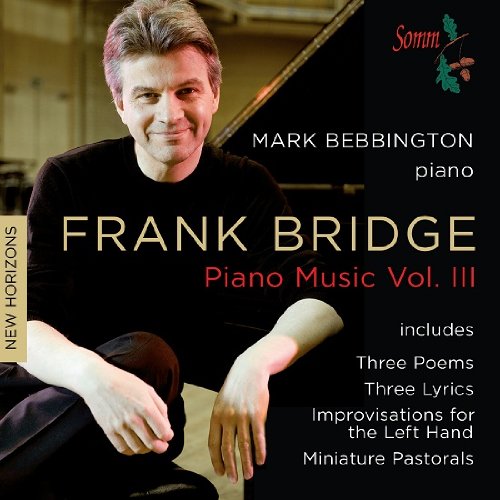 Somm
MARK BEBBINGTON
piano
FRANK BRIDGE
Piano Music Vol. III
NEW HORIZONS
includes
Three Poems
Three Lyrics
Improvisations for
the Left Hand
Miniature Pastorals